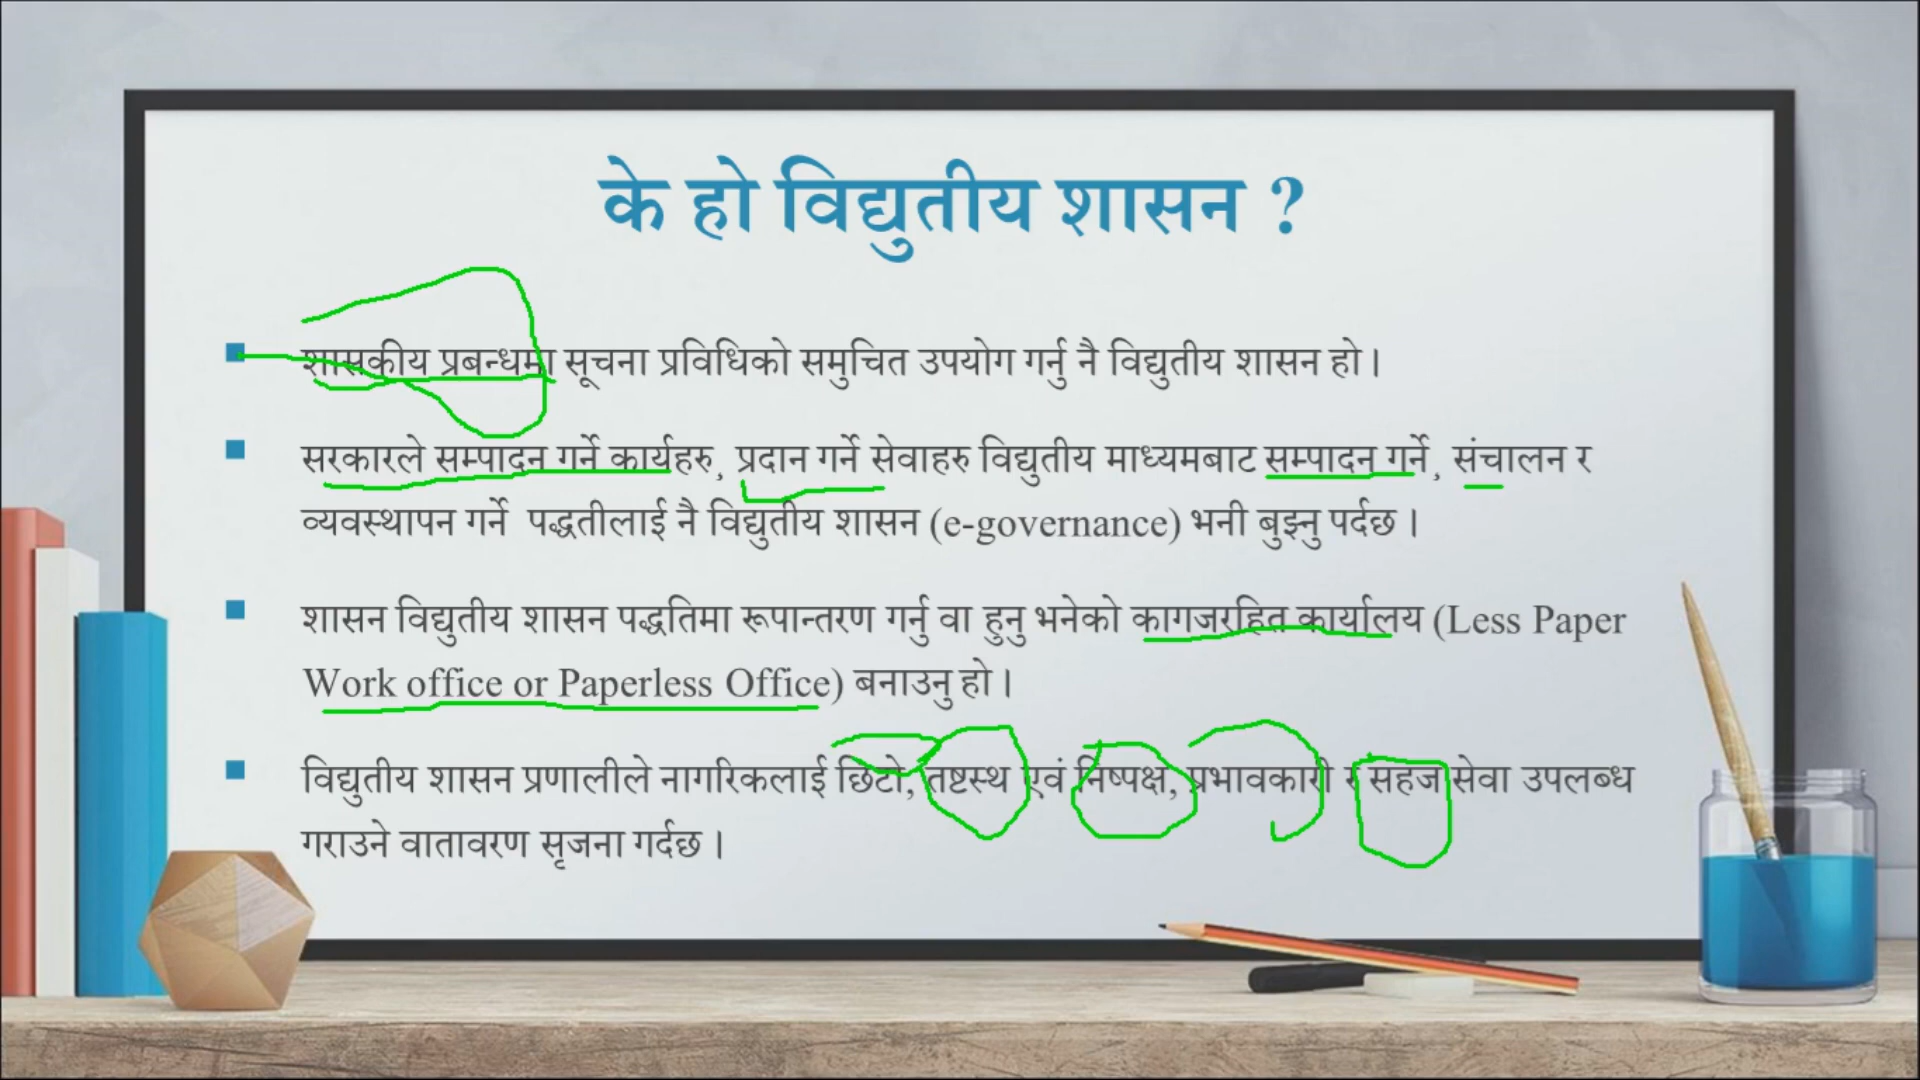 के हो विद्युतीय शासन ?
शासकीय प्रबन्धमा सूचना प्रविधिको समुचित उपयोग गर्नु नै विद्युतीय शासन हो ।
सरकारले सम्पादन गर्ने कार्यहरु, प्रदान गर्ने सेवाहरु विद्युतीय माध्यमबाट सम्पादन गर्ने, संचालन र
व्यवस्थापन गर्ने पद्धतीलाई नै विद्युतीय शासन (e-governance) भनी बुझ्नु पर्दछ ।
शासन विद्युतीय शासन पद्धतिमा रूपान्तरण गर्नु वा हुनु भनेको कागजरहित कार्यालय (Less Paper
Work office or Paperless Office) बनाउनु हो ।
विद्युतीय शासन प्रणालीले नागरिकलाई छिटो, तष्टस्थ एवं निष्पक्ष, प्रभावकारी र सहज सेवा उपलब्ध
गराउने वातावरण सृजना गर्दछ ।